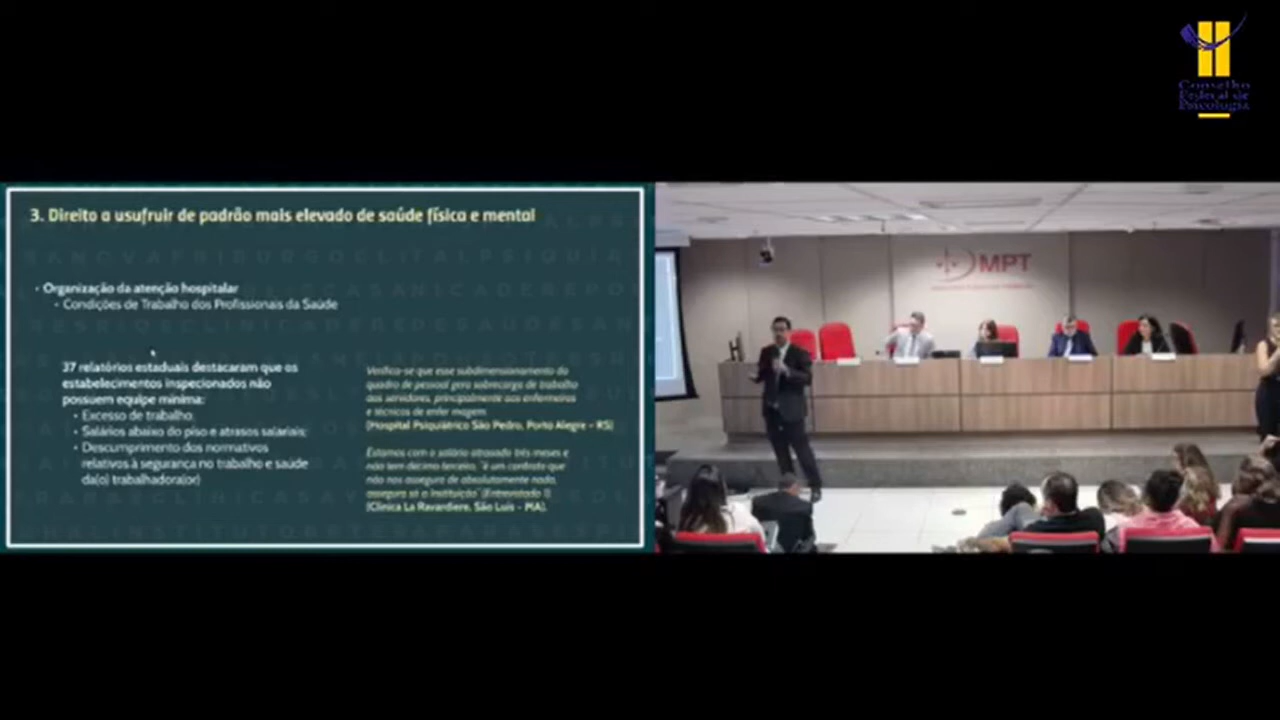 Conselho
Federal de
Psicologia
3. Direito a usufruir de padrão mais elevado de saúde física e mental
• Organização da atenção hospitalar
• Condições de Trabalho dos Profissionais da Saúde
37 relatórios estaduais destacaram que os
estabelecimentos inspecionados não
possuem equipe mínima:
• Excesso de trabalho;
• Salários abaixo do piso e atrasos salariais;
• Descumprimento dos normativos
relativos à segurança no trabalho e saúde
da(o) trabalhadora(or)
Verifica-se que esse subdimensionamento do
quadro de pessoal gera sobrecarga de trabalho
aos servidores, principalmente aos enfermeiros
e técnicos de enfermagem
(Hospital Psiquiátrico São Pedro, Porto Alegre – RS)
Estamos com o salário atrasado três meses e
não tem décimo terceiro, "é um contrato que
não nos assegura de absolutamente nada,
assegura só a Instituição" (Entrevistado 1)
(Clínica La Ravardiere, São Luís – MA).
MPT